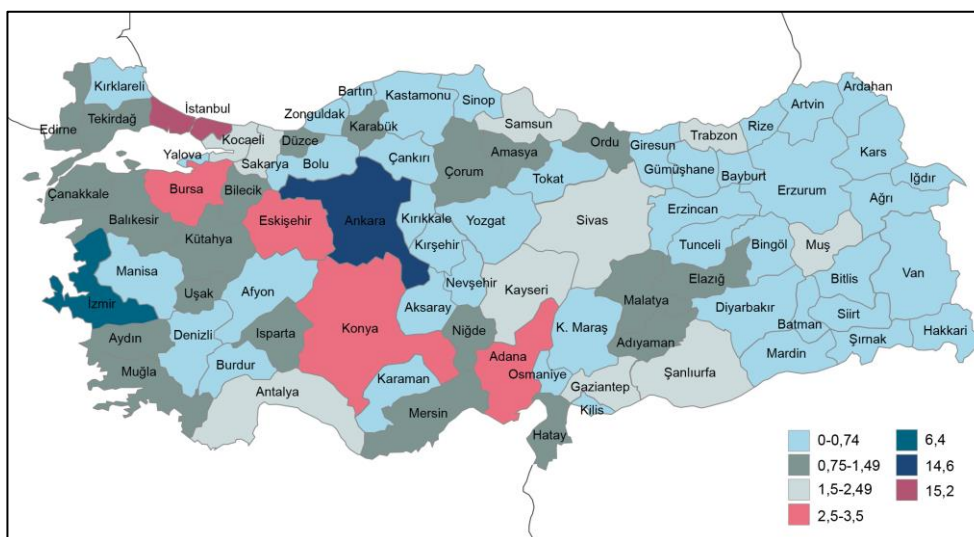 Kırklareli
Edirne
Tekirdağ
İstanbul
Kocaeli
Yalova
Sakarya
Düzce
Zonguldak
Bartın
Karabük
Kastamonu
Sinop
Samsun
Ordu
Giresun
Trabzon
Rize
Artvin
Ardahan
Kars
Iğdır
Ağrı
Erzurum
Bayburt
Gümüşhane
Çankırı
Çorum
Amasya
Tokat
Bolu
Bilecik
Bursa
Çanakkale
Balıkesir
Kütahya
Eskişehir
Ankara
Kırıkkale
Yozgat
Sivas
Erzincan
Tunceli
Bingöl
Muş
Bitlis
Van
Hakkari
Şırnak
Siirt
Batman
Mardin
Diyarbakır
Elazığ
Malatya
Adıyaman
Şanlıurfa
Gaziantep
Kilis
Hatay
Osmaniye
K. Maraş
Adana
Kayseri
Nevşehir
Kırşehir
Aksaray
Niğde
Mersin
Karaman
Konya
Antalya
Isparta
Burdur
Afyon
Uşak
Denizli
Muğla
Aydın
İzmir
Manisa
0-0,74
0,75-1,49
1,5-2,49
2,5-3,5
6,4
14,6
15,2